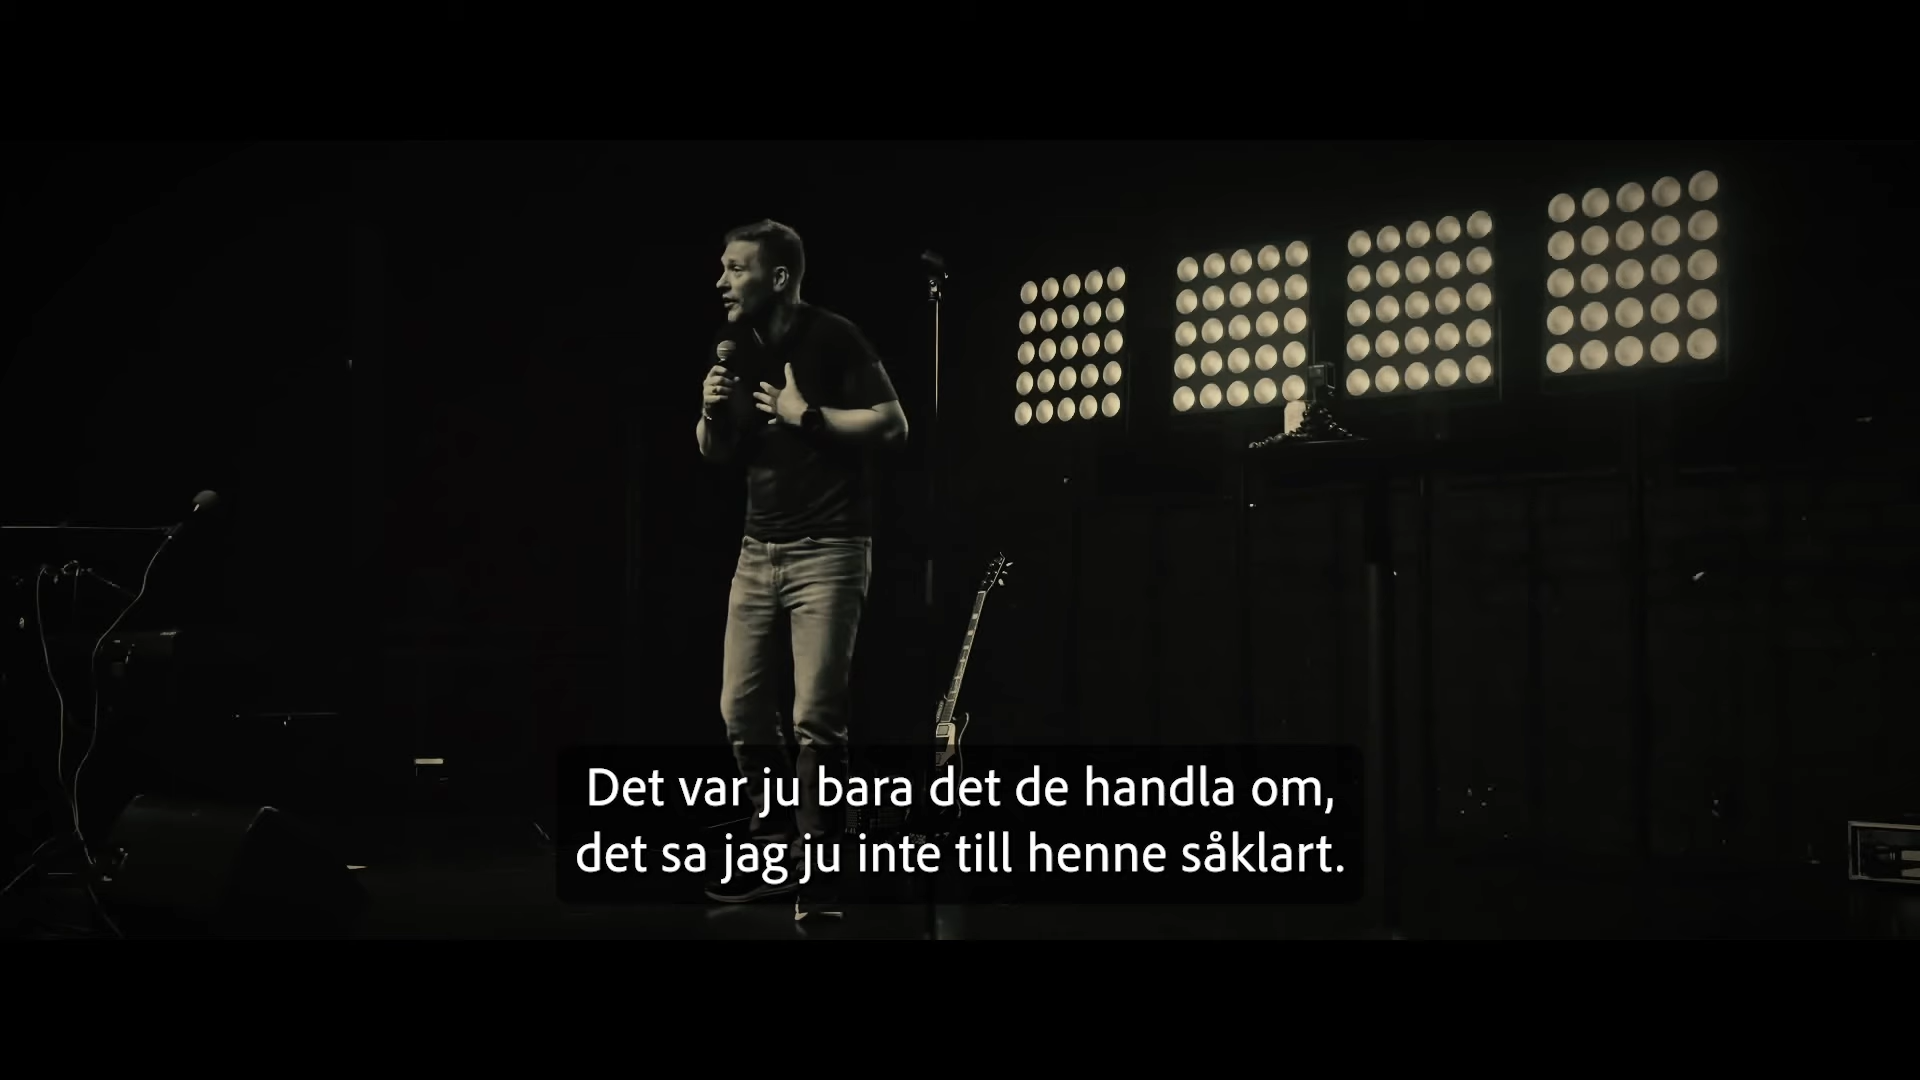 Det var ju bara det de handla om,
det sa jag ju inte till henne såklart.